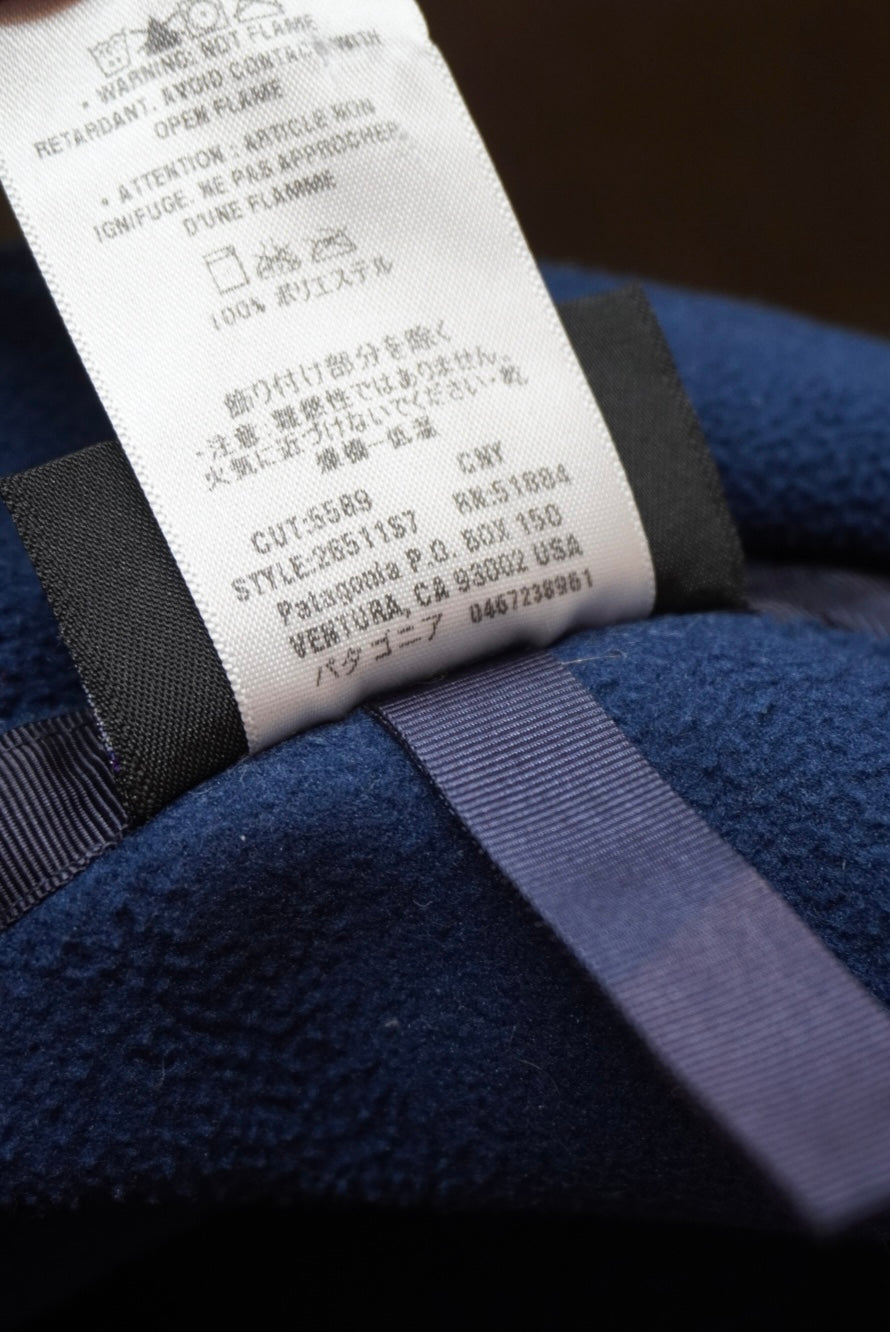 • WARNING: NOT FLAME
RETARDANT. AVOID CONTACT WITH
OPEN FLAME
• ATTENTION : ARTICLE NON
IGNIFUGE. NE PAS APPROCHER
D'UNE FLAMME
100% ポリエステル
飾り付け部分を除く
・注意・難燃性ではありません。
火気に近づけないでください・乾
燥機ー低温
CUT:5589 CNY
STYLE:26511S7 RN:51884
Patagonia P.O. BOX 150
VENTURA, CA 93002 USA
パタゴニア 0467238961